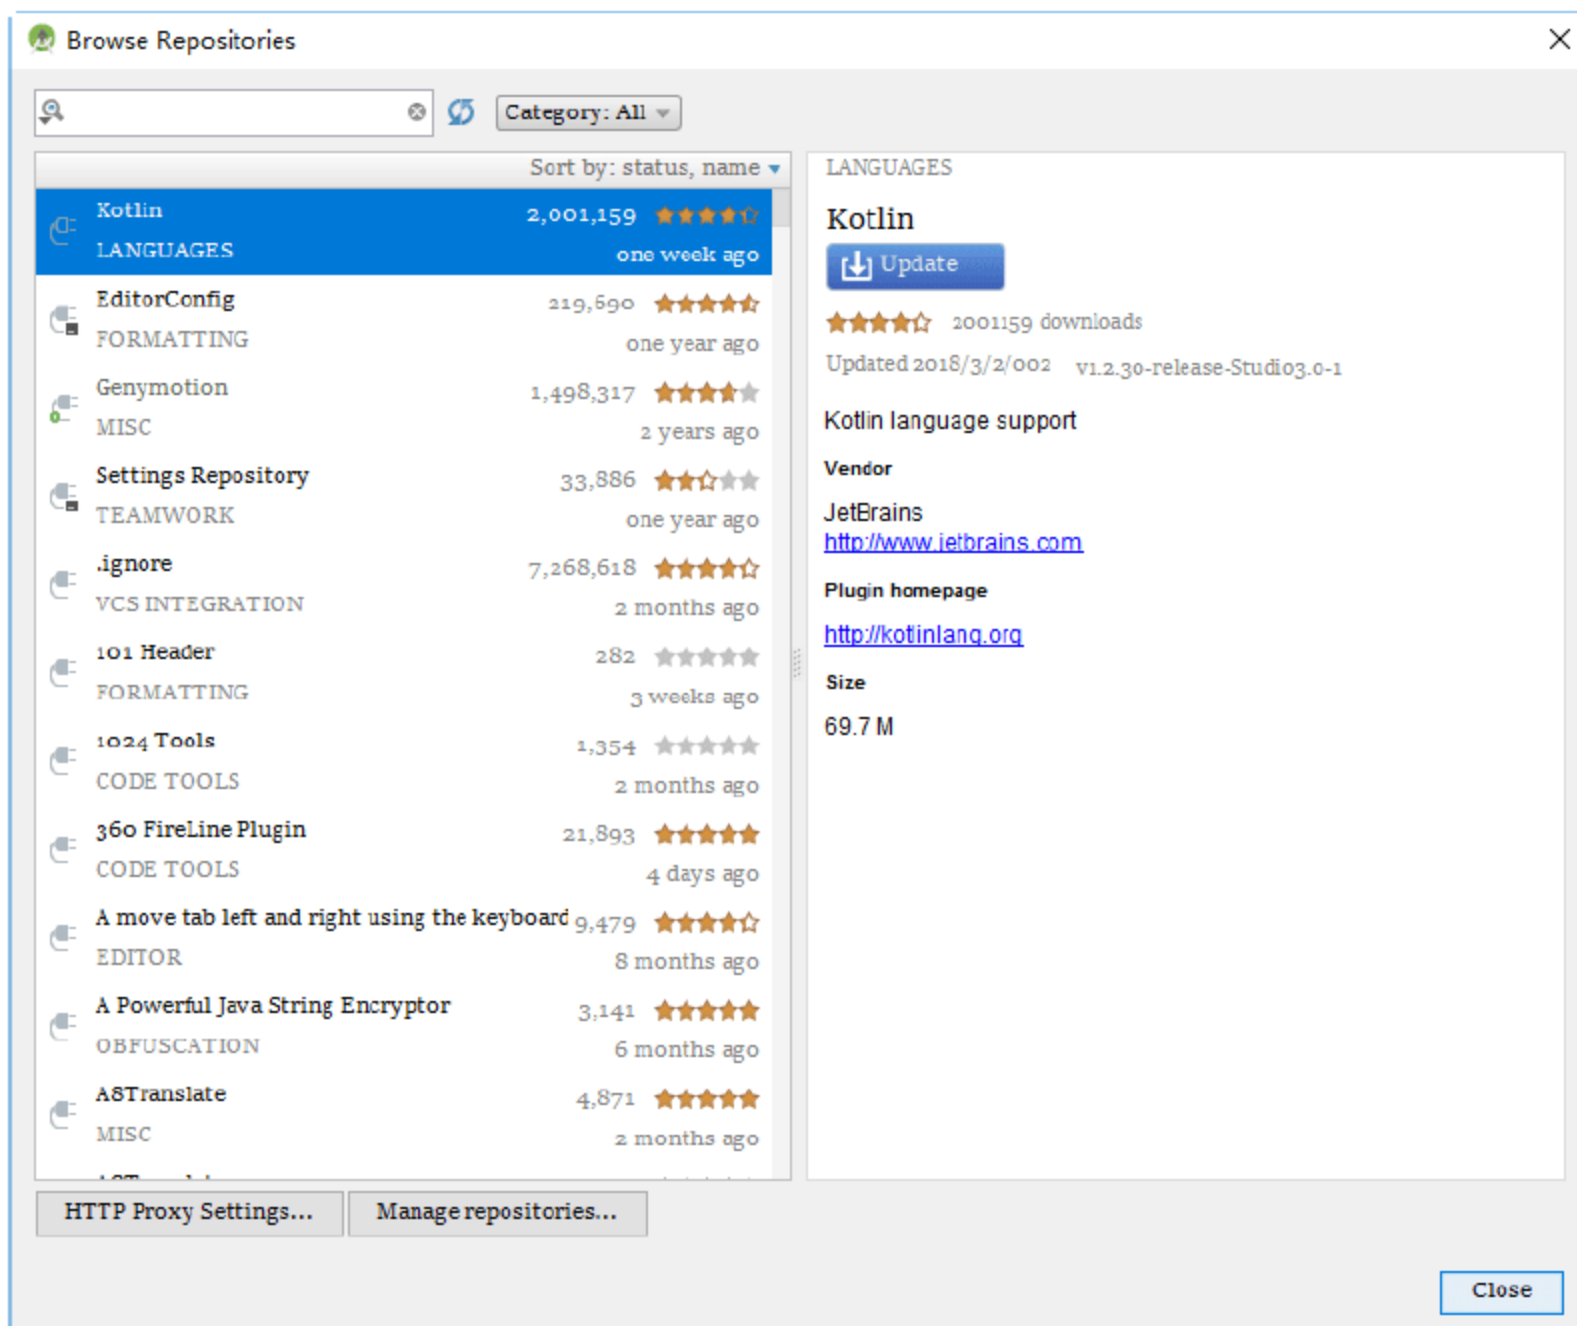 Browse Repositories
Category: All
Sort by: status, name
Kotlin 2,001,159
LANGUAGES one week ago
EditorConfig 219,690
FORMATTING one year ago
Genymotion 1,498,317
MISC 2 years ago
Settings Repository 33,886
TEAMWORK one year ago
.ignore 7,268,618
VCS INTEGRATION 2 months ago
101 Header 282
FORMATTING 3 weeks ago
1024 Tools 1,354
CODE TOOLS 2 months ago
360 FireLine Plugin 21,893
CODE TOOLS 4 days ago
A move tab left and right using the keyboard 9,479
EDITOR 8 months ago
A Powerful Java String Encryptor 3,141
OBFUSCATION 6 months ago
ASTranslate 4,871
MISC 2 months ago
HTTP Proxy Settings...
Manage repositories...
LANGUAGES
Kotlin
Update
2001159 downloads
Updated 2018/3/2/002 v1.2.30-release-Studio3.0-1
Kotlin language support
Vendor
JetBrains
http://www.jetbrains.com
Plugin homepage
http://kotlinlang.org
Size
69.7 M
Close